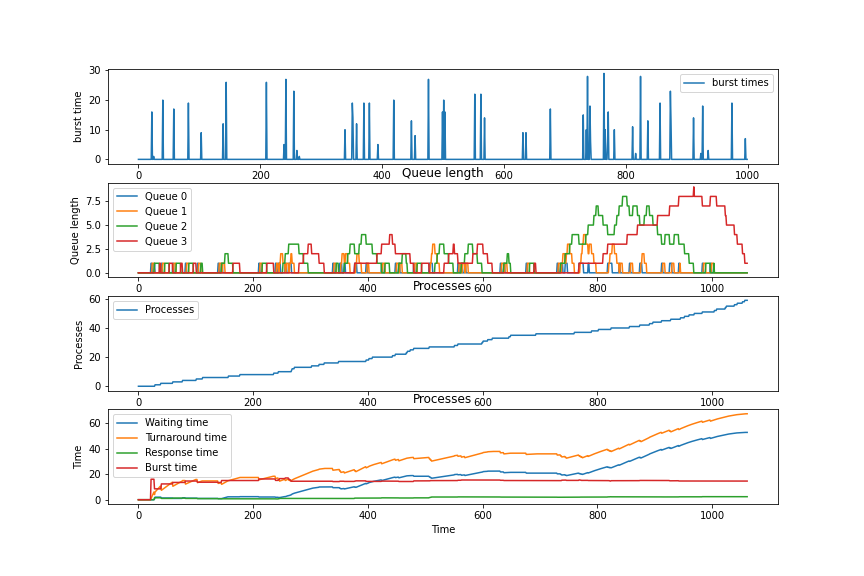 30
20
10
0
burst time
burst times
0 200 400 600 800 1000
Queue length
7.5
5.0
2.5
0.0
Queue length
Queue 0
Queue 1
Queue 2
Queue 3
0 200 400 600 800 1000
Processes
60
40
20
0
Processes
Processes
0 200 400 600 800 1000
Processes
60
40
20
0
Time
Waiting time
Turnaround time
Response time
Burst time
0 200 400 600 800 1000
Time